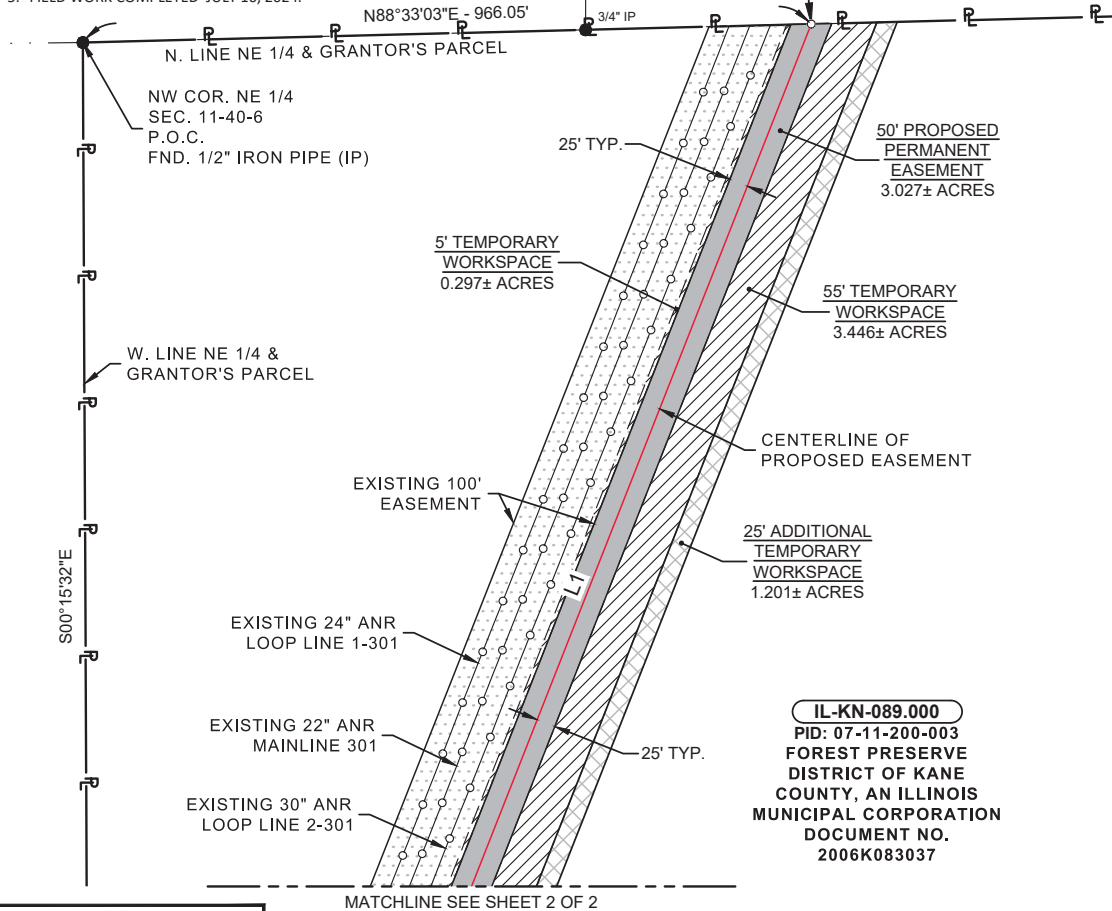 N88°33'03"E - 966.05'
3/4" IP
N. LINE NE 1/4 & GRANTOR'S PARCEL
NW COR. NE 1/4
SEC. 11-40-6
P.O.C.
FND. 1/2" IRON PIPE (IP)
25' TYP.
50' PROPOSED
PERMANENT
EASEMENT
3.027± ACRES
5' TEMPORARY
WORKSPACE
0.297± ACRES
55' TEMPORARY
WORKSPACE
3.446± ACRES
W. LINE NE 1/4 &
GRANTOR'S PARCEL
CENTERLINE OF
PROPOSED EASEMENT
EXISTING 100'
EASEMENT
25' ADDITIONAL
TEMPORARY
WORKSPACE
1.201± ACRES
L1
S00°15'32"E
EXISTING 24" ANR
LOOP LINE 1-301
EXISTING 22" ANR
MAINLINE 301
25' TYP.
EXISTING 30" ANR
LOOP LINE 2-301
IL-KN-089.000
PID: 07-11-200-003
FOREST PRESERVE
DISTRICT OF KANE
COUNTY, AN ILLINOIS
MUNICIPAL CORPORATION
DOCUMENT NO.
2006K083037
MATCHLINE SEE SHEET 2 OF 2